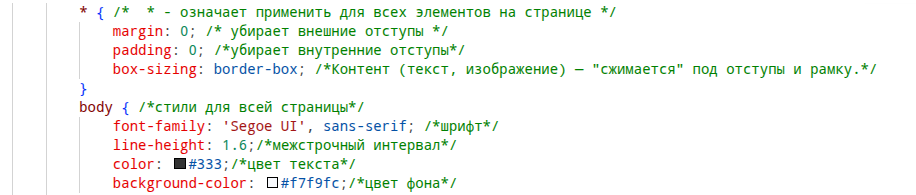 * { /*  * - означает применить для всех элементов на странице */
margin: 0; /* убирает внешние отступы */
padding: 0; /*убирает внутренние отступы*/
box-sizing: border-box; /*Контент (текст, изображение) — "сжимается" под отступы и рамку.*/
}
body { /*стили для всей страницы*/
font-family: 'Segoe UI', sans-serif; /*шрифт*/
line-height: 1.6;/*межстрочный интервал*/
color: #333;/*цвет текста*/
background-color: #f7f9fc;/*цвет фона*/